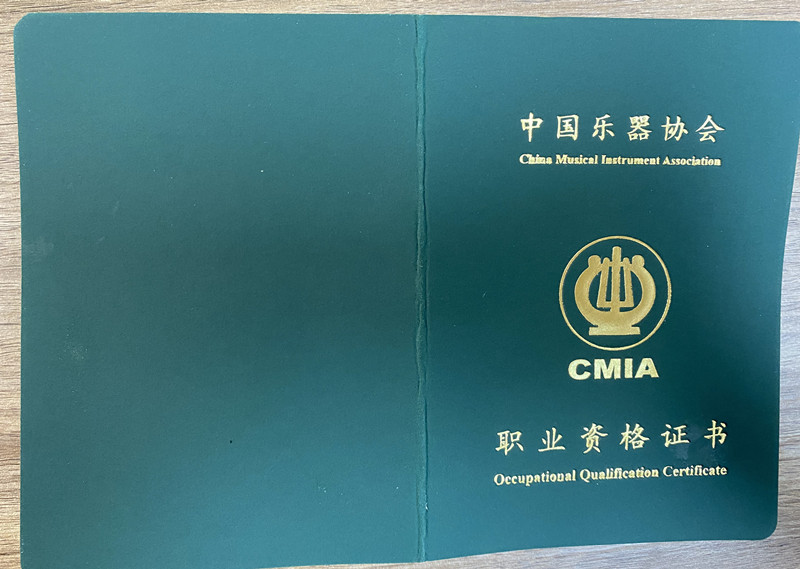 中国乐器协会
China Musical Instrument Association
CMIA
职业资格证书
Occupational Qualification Certificate